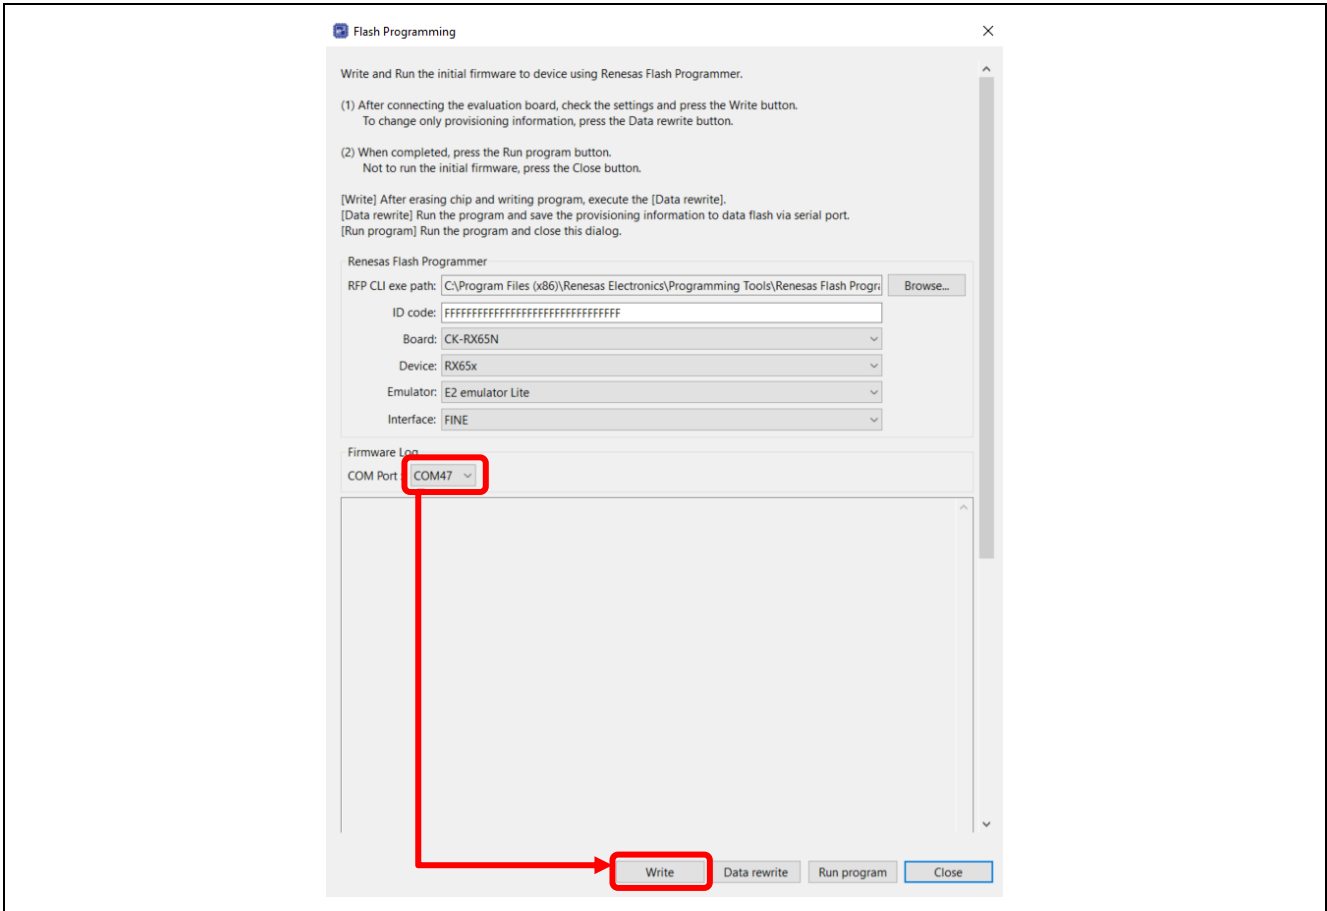 Flash Programming
Write and Run the initial firmware to device using Renesas Flash Programmer.
(1) After connecting the evaluation board, check the settings and press the Write button.
To change only provisioning information, press the Data rewrite button.
(2) When completed, press the Run program button.
Not to run the initial firmware, press the Close button.
[Write] After erasing chip and writing program, execute the [Data rewrite].
[Data rewrite] Run the program and save the provisioning information to data flash via serial port.
[Run program] Run the program and close this dialog.
Renesas Flash Programmer
RFP CLI exe path: C:\Program Files (x86)\Renesas Electronics\Programming Tools\Renesas Flash Progra Browse...
ID code: FFFFFFFFFFFFFFFFFFFFFFFFFFFFFFFF
Board: CK-RX65N
Device: RX65x
Emulator: E2 emulator Lite
Interface: FINE
Firmware Log
COM Port : COM47
Write Data rewrite Run program Close